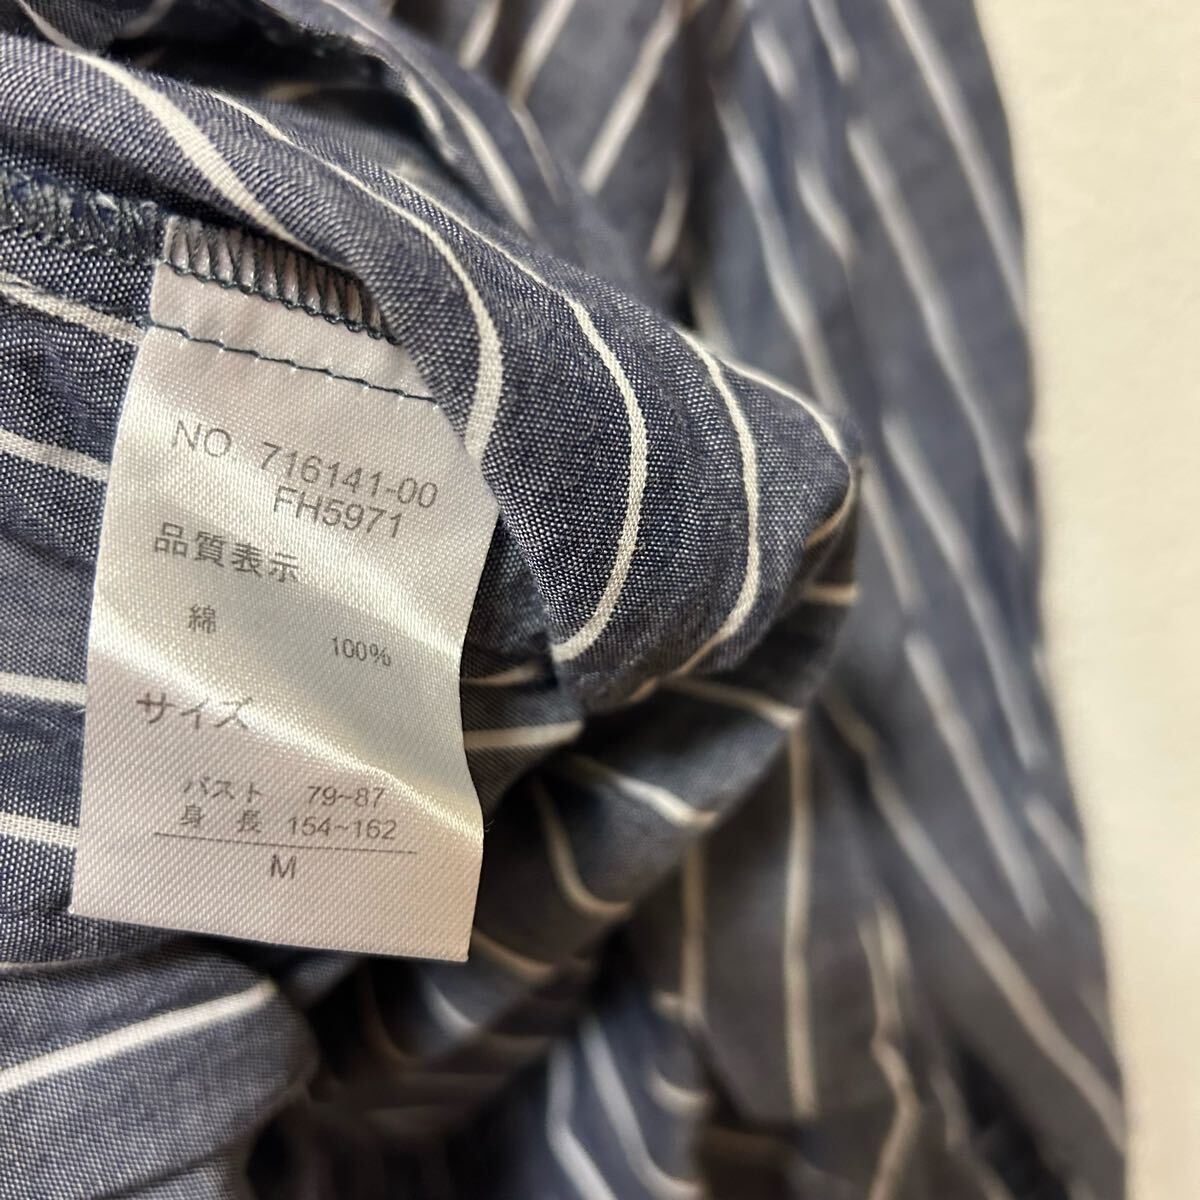 NO 716141-00
FH5971
品質表示
綿 100%
サイズ
バスト 79~87
身長 154~162
M